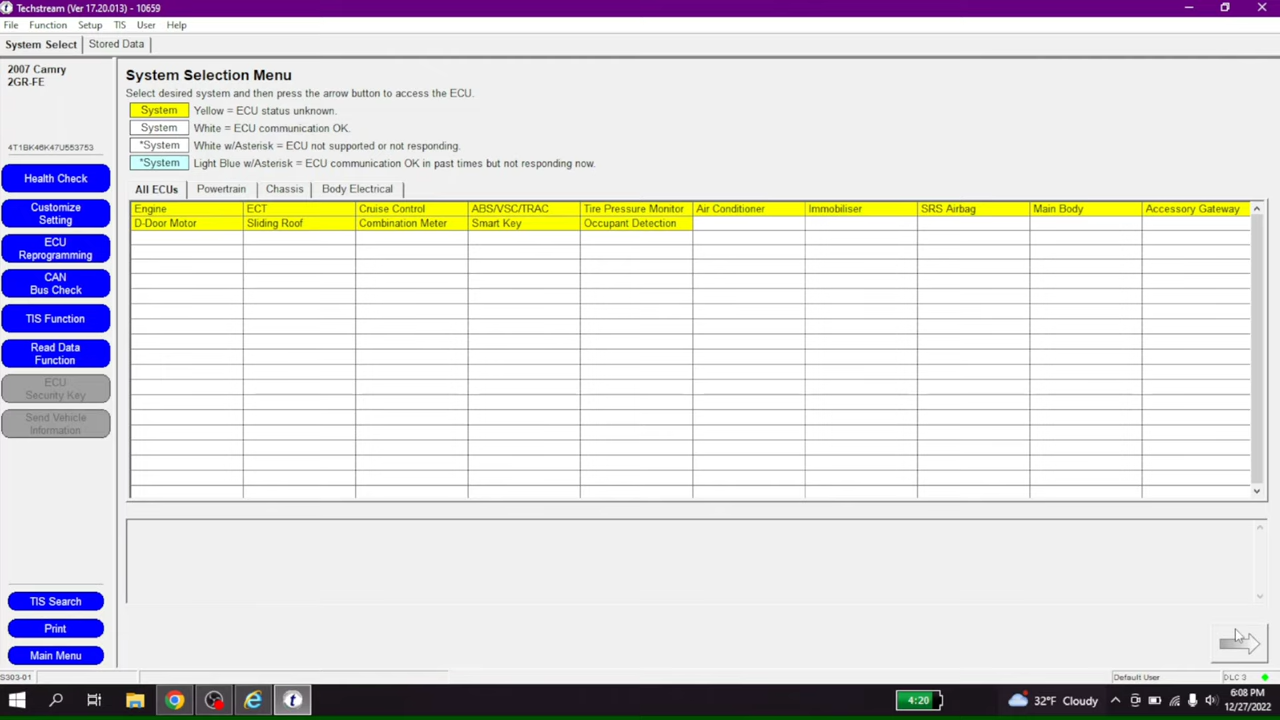 Techstream (Ver 17.20.013) - 10659
File Function Setup TIS User Help
System Select Stored Data
2007 Camry
2GR-FE
4T1BK46K47U553753
Health Check
Customize
Setting
ECU
Reprogramming
CAN
Bus Check
TIS Function
Read Data
Function
ECU
Security Key
Send Vehicle
Information
TIS Search
Print
Main Menu
System Selection Menu
Select desired system and then press the arrow button to access the ECU.
System Yellow = ECU status unknown.
System White = ECU communication OK.
*System White w/Asterisk = ECU not supported or not responding.
*System Light Blue w/Asterisk = ECU communication OK in past times but not responding now.
All ECUs Powertrain Chassis Body Electrical
Engine ECT Cruise Control ABS/VSC/TRAC Tire Pressure Monitor Air Conditioner Immobiliser SRS Airbag Main Body Accessory Gateway
D-Door Motor Sliding Roof Combination Meter Smart Key Occupant Detection
S303-01 Default User DLC 3
4:20 32°F Cloudy 6:08 PM
12/27/2022